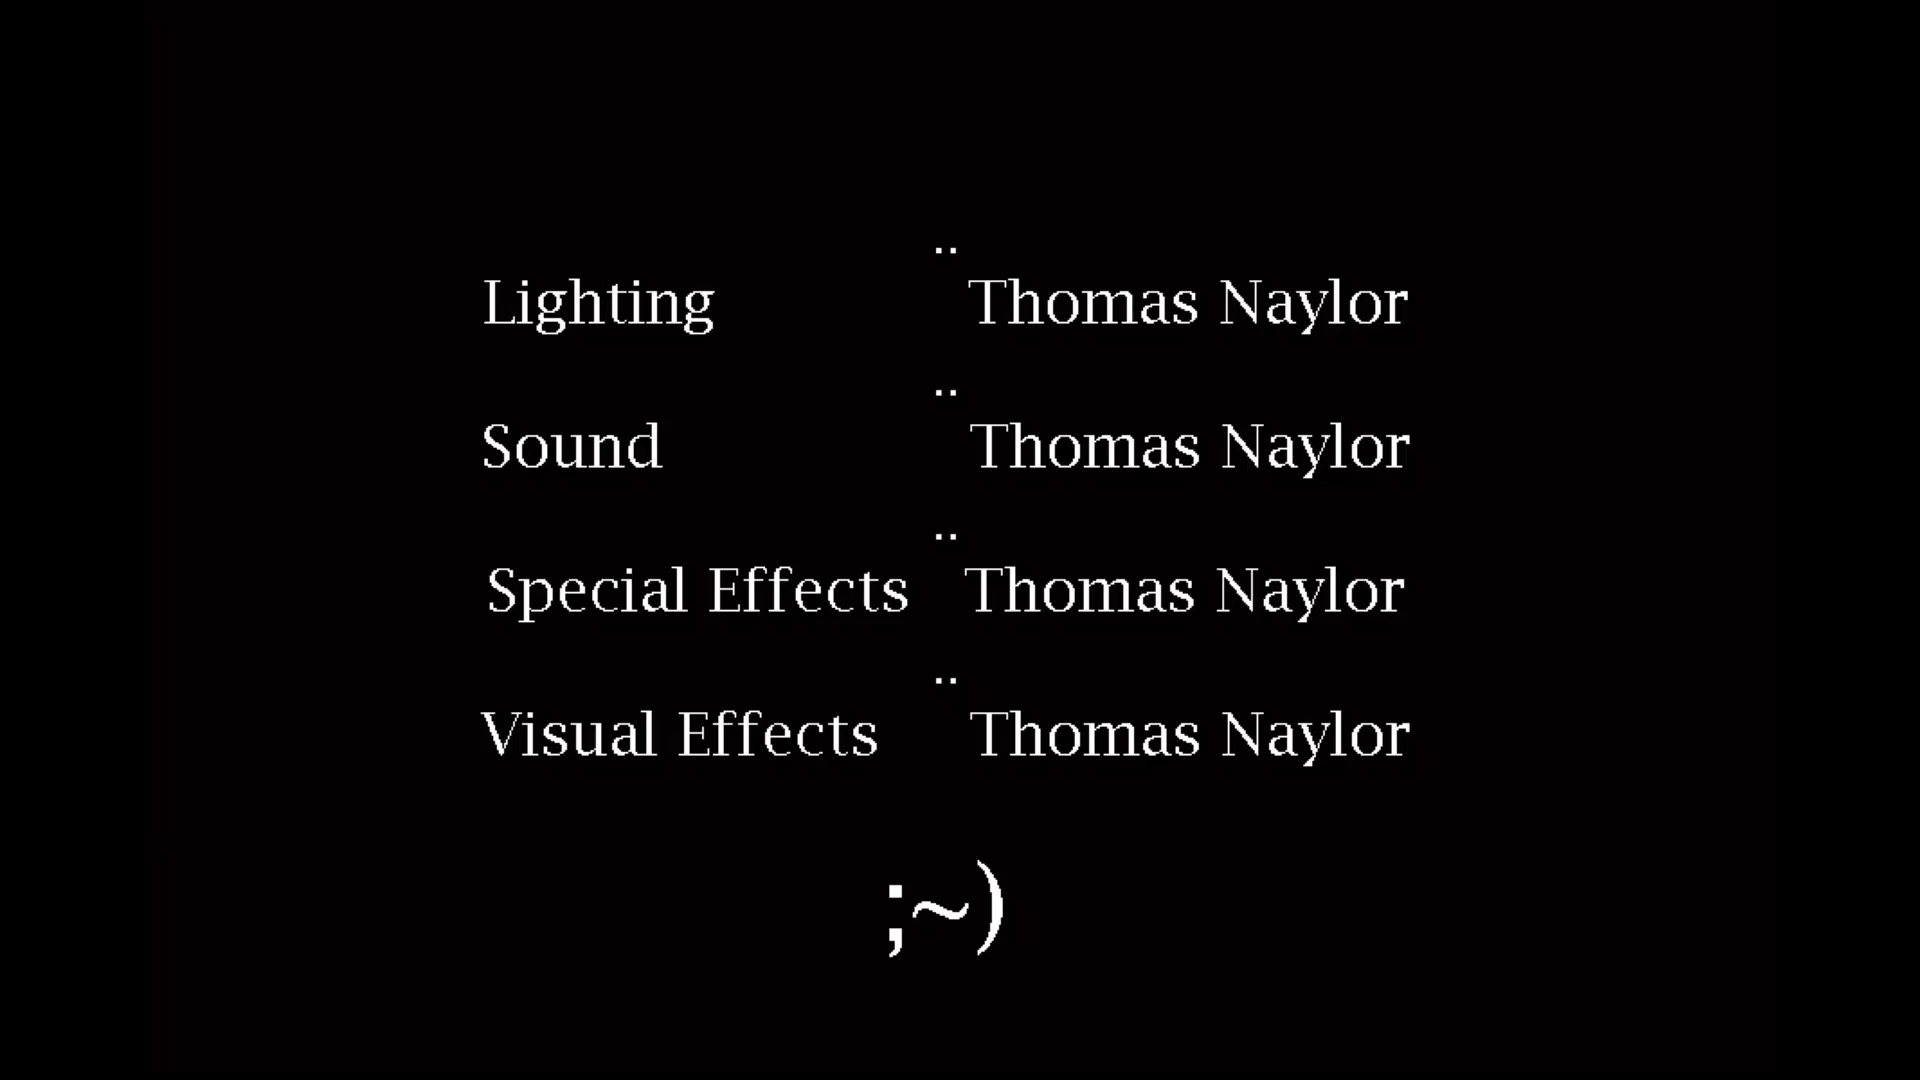 ..
Lighting Thomas Naylor
..
Sound Thomas Naylor
..
Special Effects Thomas Naylor
..
Visual Effects Thomas Naylor
;~)